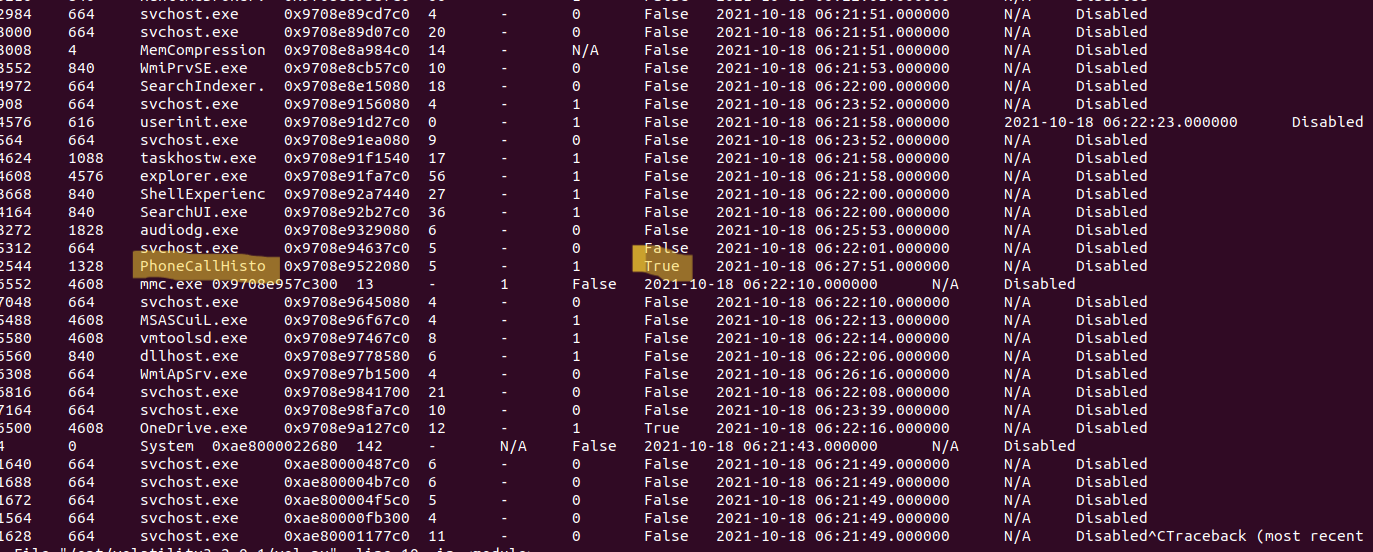 2984 664 svchost.exe 0x9708e89cd7c0 4 - 0 False 2021-10-18 06:21:51.000000 N/A Disabled
3000 664 svchost.exe 0x9708e89d07c0 20 - 0 False 2021-10-18 06:21:51.000000 N/A Disabled
3008 4 MemCompression 0x9708e8a984c0 14 - N/A False 2021-10-18 06:21:51.000000 N/A Disabled
3552 840 WmiPrvSE.exe 0x9708e8cb57c0 10 - 0 False 2021-10-18 06:21:53.000000 N/A Disabled
4972 664 SearchIndexer. 0x9708e8e15080 18 - 0 False 2021-10-18 06:22:00.000000 N/A Disabled
908 664 svchost.exe 0x9708e9156080 4 - 1 False 2021-10-18 06:23:52.000000 N/A Disabled
4576 616 userinit.exe 0x9708e91d27c0 0 - 1 False 2021-10-18 06:21:58.000000 2021-10-18 06:22:23.000000 Disabled
564 664 svchost.exe 0x9708e91ea080 9 - 0 False 2021-10-18 06:23:52.000000 N/A Disabled
4624 1088 taskhostw.exe 0x9708e91f1540 17 - 1 False 2021-10-18 06:21:58.000000 N/A Disabled
4608 4576 explorer.exe 0x9708e91fa7c0 56 - 1 False 2021-10-18 06:21:58.000000 N/A Disabled
3668 840 ShellExperienc 0x9708e92a7440 27 - 1 False 2021-10-18 06:22:00.000000 N/A Disabled
4164 840 SearchUI.exe 0x9708e92b27c0 36 - 1 False 2021-10-18 06:22:00.000000 N/A Disabled
3272 1828 audiodg.exe 0x9708e9329080 6 - 0 False 2021-10-18 06:25:53.000000 N/A Disabled
5312 664 svchost.exe 0x9708e94637c0 5 - 0 False 2021-10-18 06:22:01.000000 N/A Disabled
2544 1328 PhoneCallHisto 0x9708e9522080 5 - 1 True 2021-10-18 06:27:51.000000 N/A Disabled
6552 4608 mmc.exe 0x9708e957c300 13 - 1 False 2021-10-18 06:22:10.000000 N/A Disabled
7048 664 svchost.exe 0x9708e9645080 4 - 0 False 2021-10-18 06:22:10.000000 N/A Disabled
5488 4608 MSASCuiL.exe 0x9708e96f67c0 4 - 1 False 2021-10-18 06:22:13.000000 N/A Disabled
5580 4608 vmtoolsd.exe 0x9708e97467c0 8 - 1 False 2021-10-18 06:22:14.000000 N/A Disabled
6560 840 dllhost.exe 0x9708e9778580 6 - 1 False 2021-10-18 06:22:06.000000 N/A Disabled
6308 664 WmiApSrv.exe 0x9708e97b1500 4 - 0 False 2021-10-18 06:26:16.000000 N/A Disabled
6816 664 svchost.exe 0x9708e9841700 21 - 0 False 2021-10-18 06:22:08.000000 N/A Disabled
7164 664 svchost.exe 0x9708e98fa7c0 10 - 0 False 2021-10-18 06:23:39.000000 N/A Disabled
6500 4608 OneDrive.exe 0x9708e9a127c0 12 - 1 True 2021-10-18 06:22:16.000000 N/A Disabled
4 0 System 0xae8000022680 142 - N/A False 2021-10-18 06:21:43.000000 N/A Disabled
1640 664 svchost.exe 0xae80000487c0 6 - 0 False 2021-10-18 06:21:49.000000 N/A Disabled
1688 664 svchost.exe 0xae800004b7c0 6 - 0 False 2021-10-18 06:21:49.000000 N/A Disabled
1672 664 svchost.exe 0xae800004f5c0 5 - 0 False 2021-10-18 06:21:49.000000 N/A Disabled
1564 664 svchost.exe 0xae80000fb300 4 - 0 False 2021-10-18 06:21:49.000000 N/A Disabled
1628 664 svchost.exe 0xae80001177c0 11 - 0 False 2021-10-18 06:21:49.000000 N/A Disabled^CTraceback (most recent